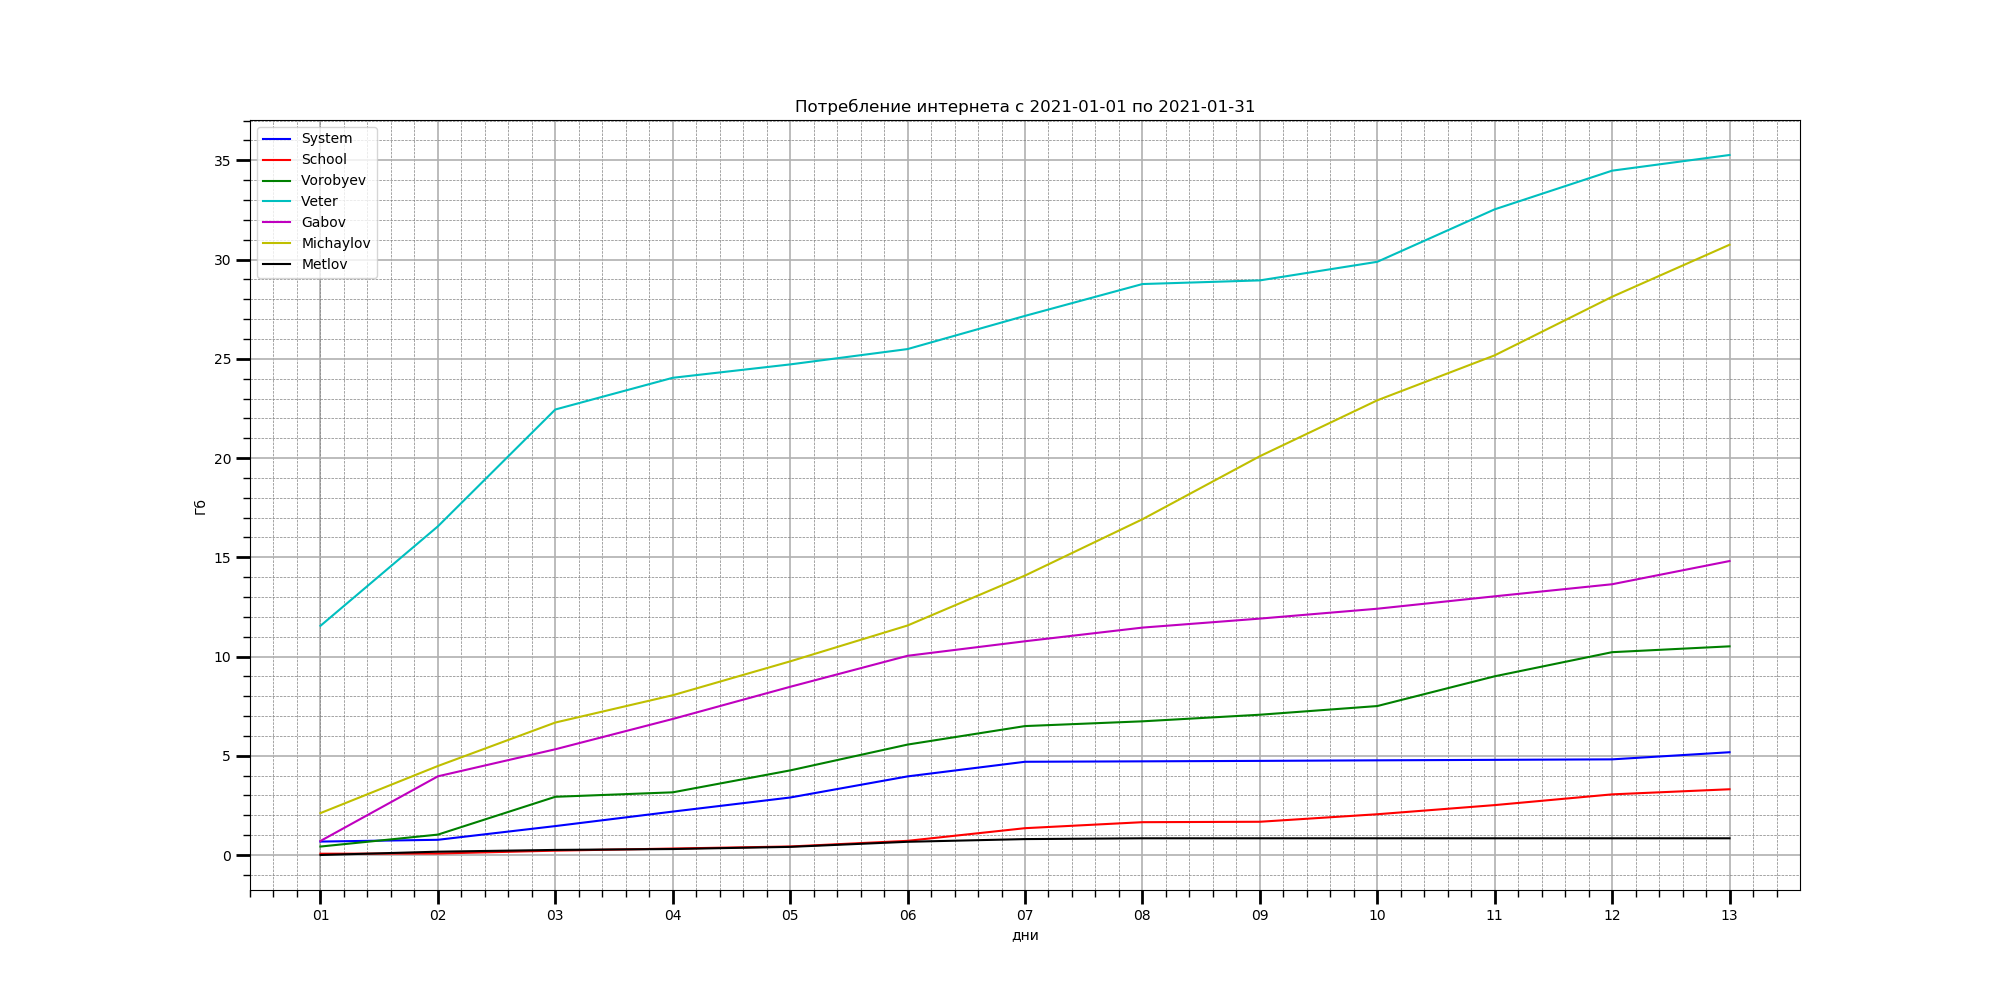 Потребление интернета с 2021-01-01 по 2021-01-31
System
School
Vorobyev
Veter
Gabov
Michaylov
Metlov
35
30
25
20
15
10
5
0
Гб
01 02 03 04 05 06 07 08 09 10 11 12 13
дни